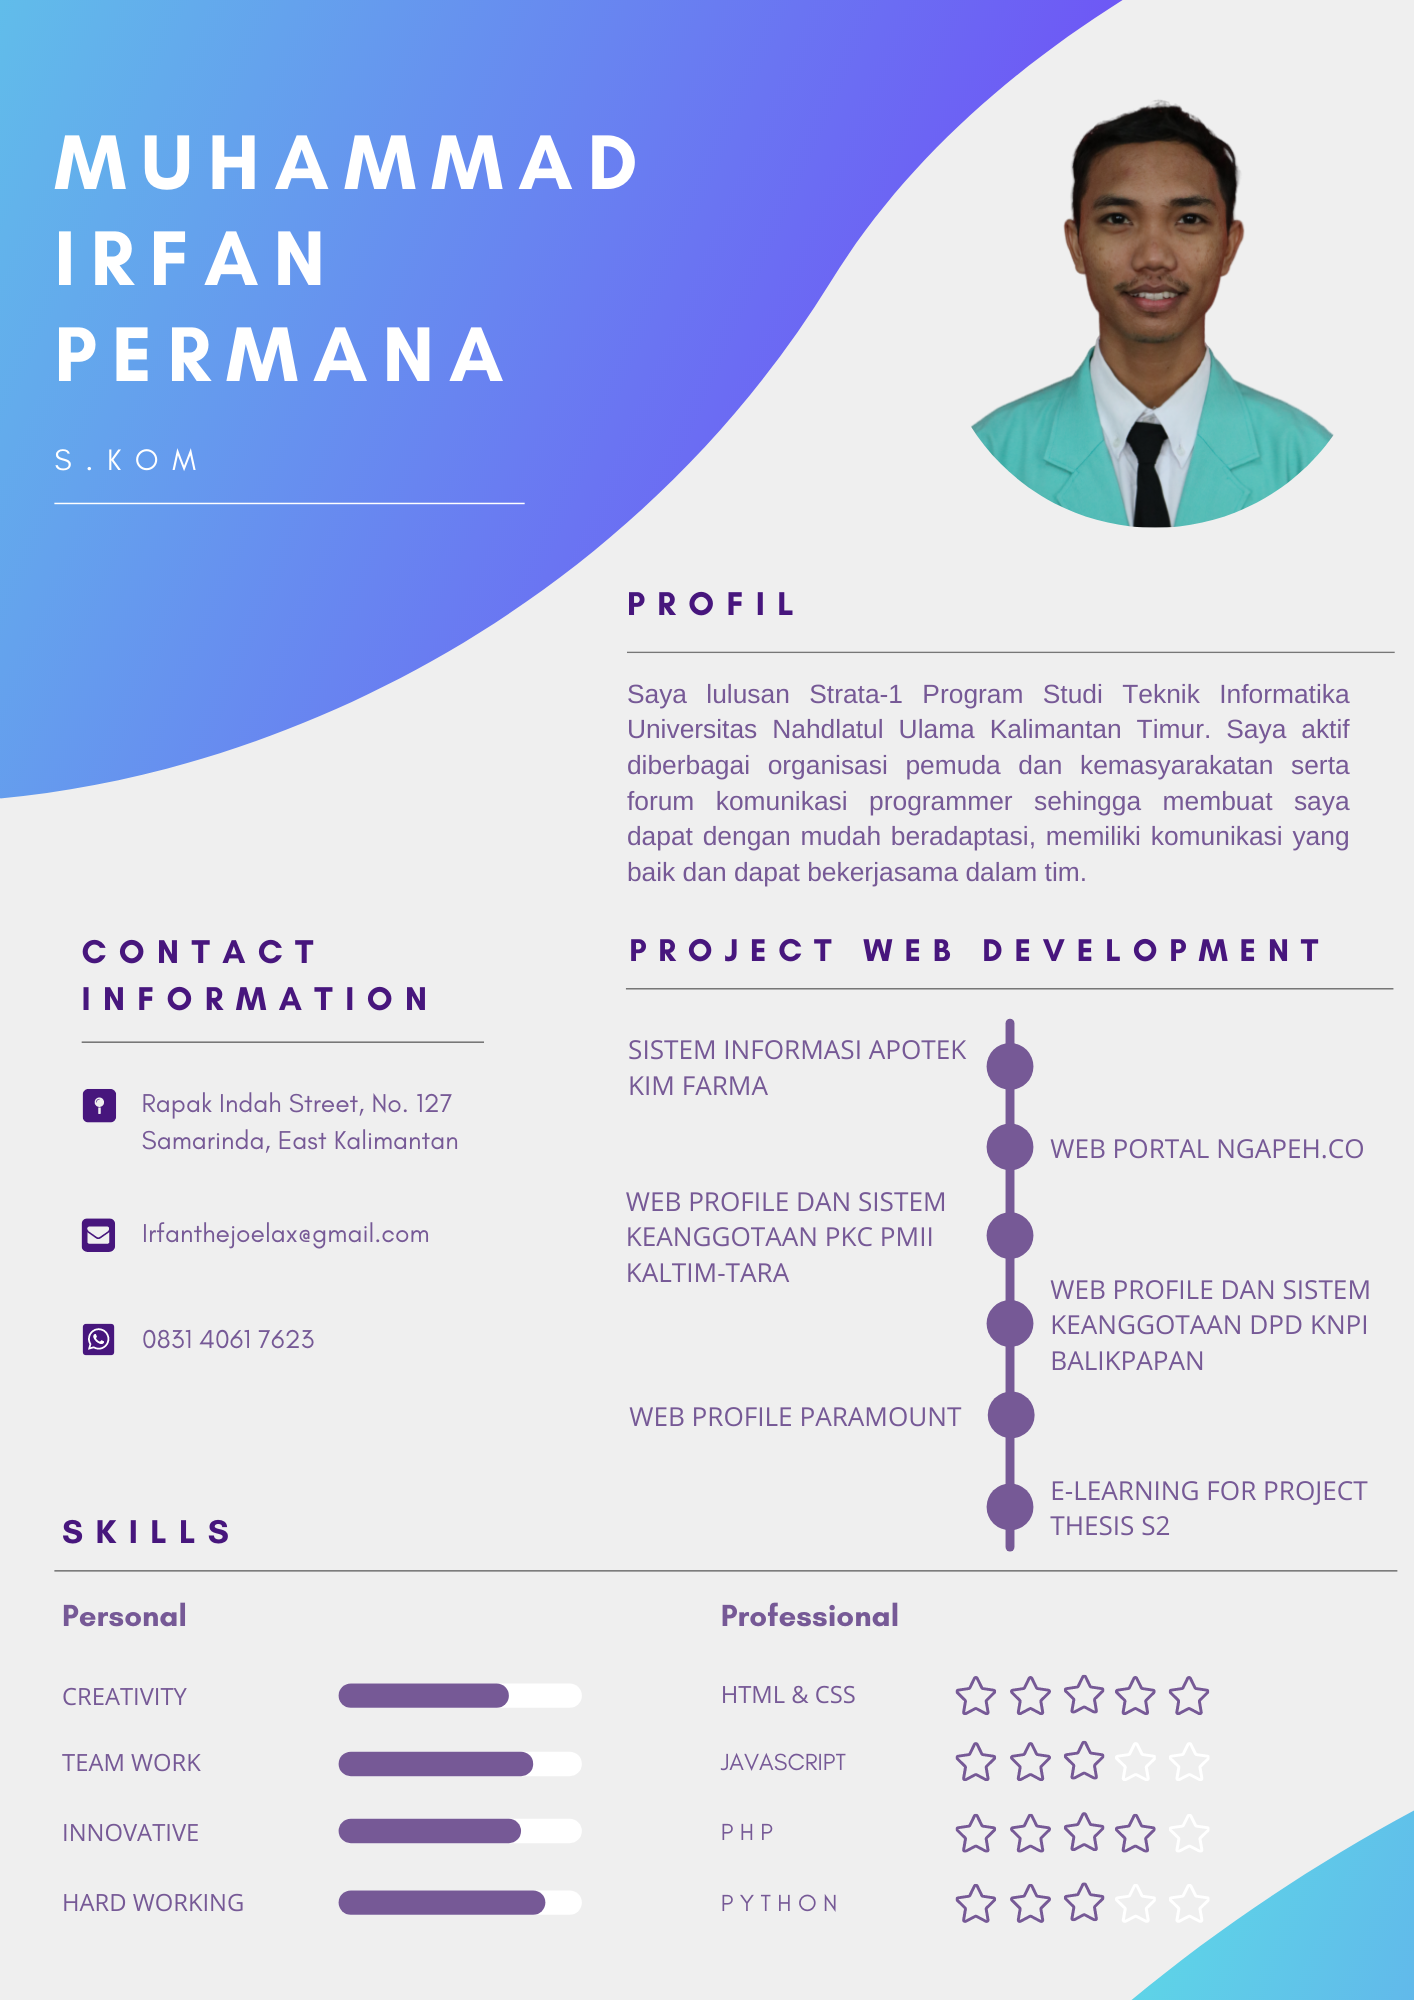 MUHAMMAD
IRFAN
PERMANA
S.KOM
PROFIL
Saya lulusan Strata-1 Program Studi Teknik Informatika
Universitas Nahdlatul Ulama Kalimantan Timur. Saya aktif
diberbagai organisasi pemuda dan kemasyarakatan serta
forum komunikasi programmer sehingga membuat saya
dapat dengan mudah beradaptasi, memiliki komunikasi yang
baik dan dapat bekerjasama dalam tim.
CONTACT
INFORMATION
Rapak Indah Street, No. 127
Samarinda, East Kalimantan
Irfanthejoelax@gmail.com
0831 4061 7623
PROJECT WEB DEVELOPMENT
SISTEM INFORMASI APOTEK
KIM FARMA
WEB PORTAL NGAPEH.CO
WEB PROFILE DAN SISTEM
KEANGGOTAAN PKC PMII
KALTIM-TARA
WEB PROFILE DAN SISTEM
KEANGGOTAAN DPD KNPI
BALIKPAPAN
WEB PROFILE PARAMOUNT
E-LEARNING FOR PROJECT
THESIS S2
SKILLS
Personal
CREATIVITY
TEAM WORK
INNOVATIVE
HARD WORKING
Professional
HTML & CSS
JAVASCRIPT
PHP
PYTHON